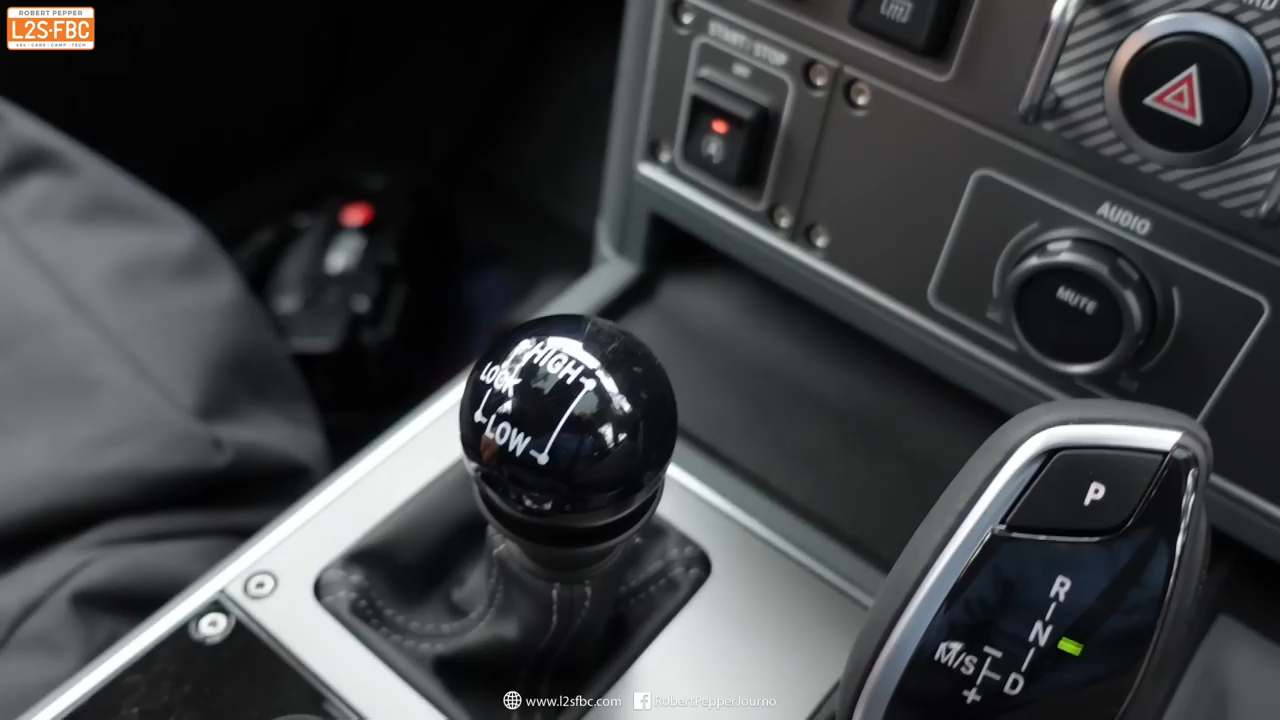 ROBERT PEPPER
L2S-FBC
4X4 - CARS - CAMP - TECH
START / STOP
OFF
A
AUDIO
MUTE
HIGH
LOCK
LOW
P
R
N
M/S
D
+
www.l2sfbc.com
RobertPepperJourno